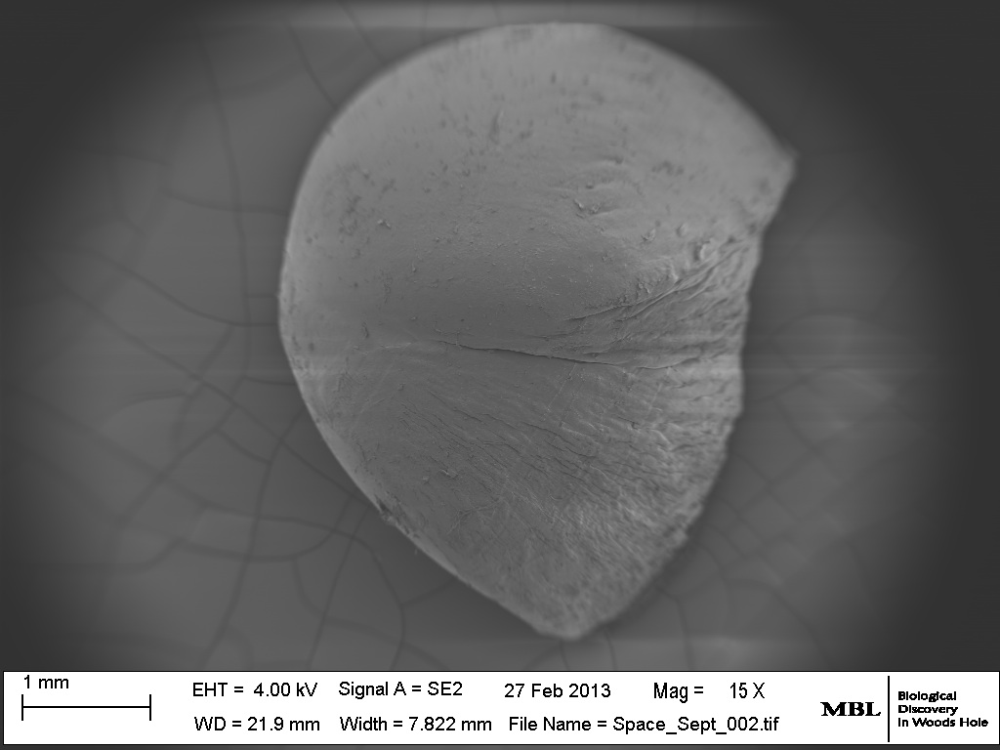 1 mm
EHT = 4.00 kV Signal A = SE2 27 Feb 2013 Mag = 15 X
WD = 21.9 mm Width = 7.822 mm File Name = Space_Sept_002.tif
MBL
Biological
Discovery
in Woods Hole